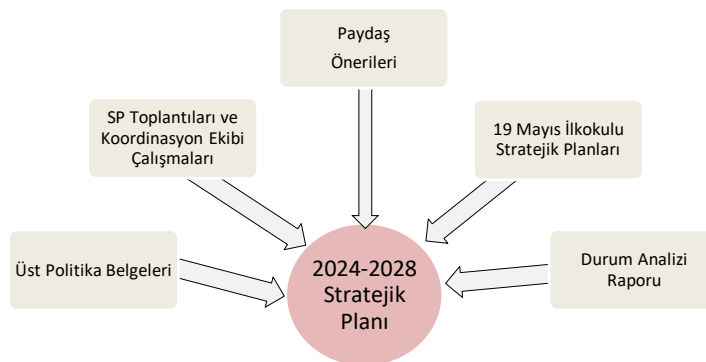 Paydaş
Önerileri
SP Toplantıları ve
Koordinasyon Ekibi
Çalışmaları
19 Mayıs İlkokulu
Stratejik Planları
Üst Politika Belgeleri
2024-2028
Stratejik
Planı
Durum Analizi
Raporu